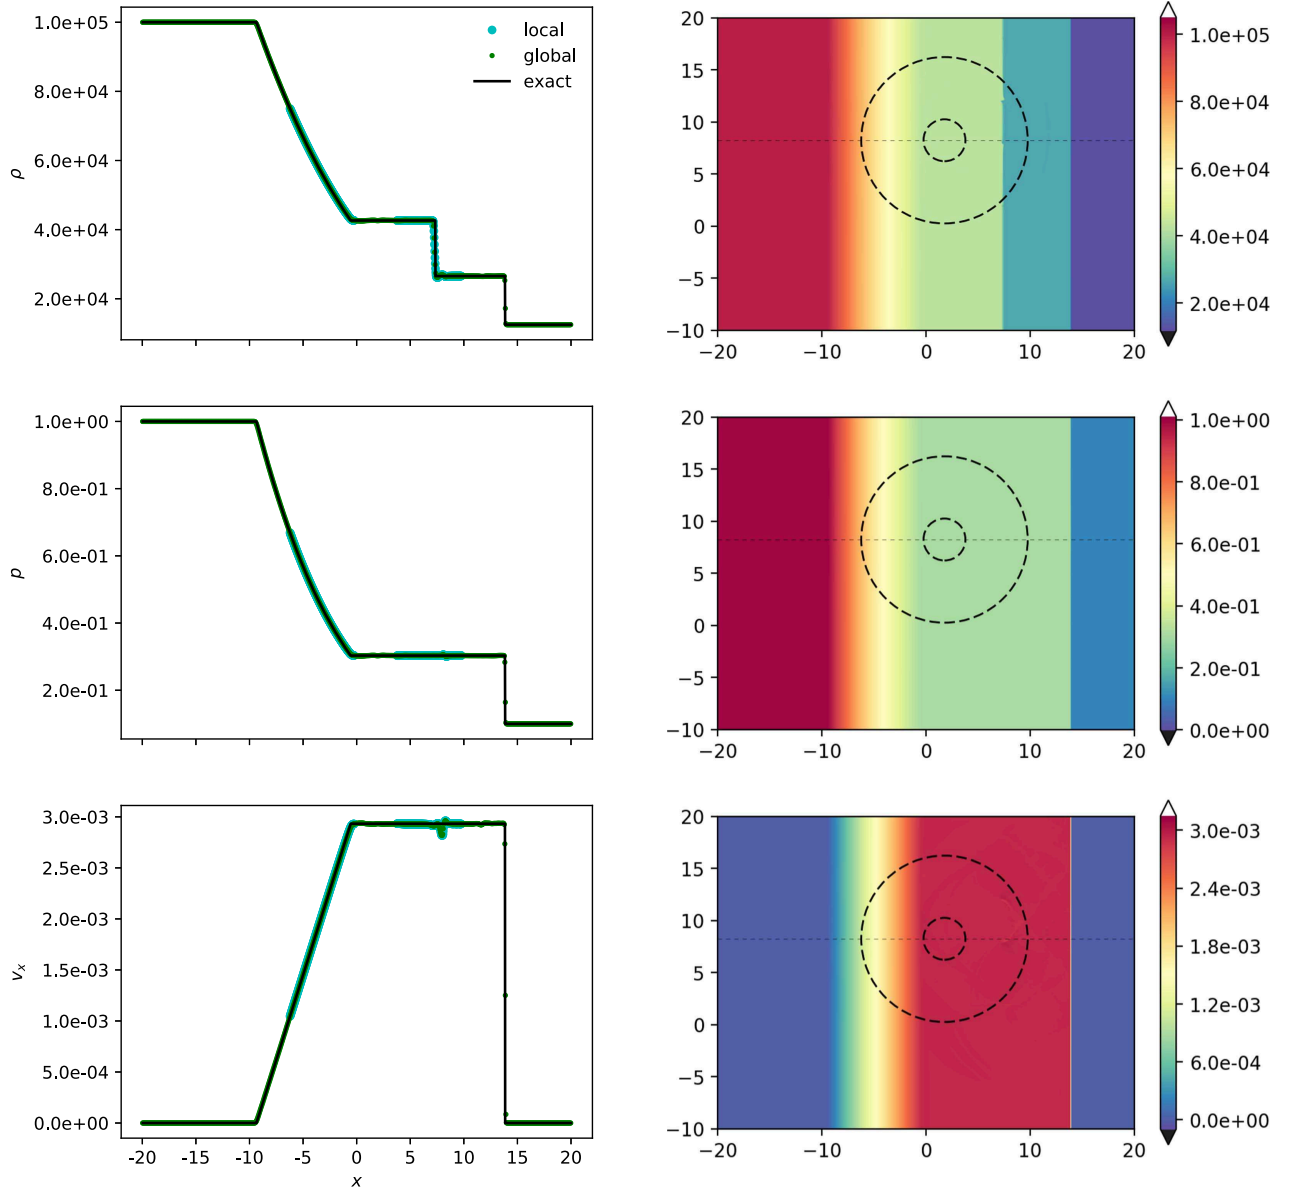 1.0e+05
8.0e+04
6.0e+04
4.0e+04
2.0e+04
ρ
local
global
exact
20
15
10
5
0
−5
−10
−20
−10
0
10
20
1.0e+05
8.0e+04
6.0e+04
4.0e+04
2.0e+04
1.0e+00
8.0e-01
6.0e-01
4.0e-01
2.0e-01
p
20
15
10
5
0
−5
−10
−20
−10
0
10
20
1.0e+00
8.0e-01
6.0e-01
4.0e-01
2.0e-01
0.0e+00
3.0e-03
2.5e-03
2.0e-03
1.5e-03
1.0e-03
5.0e-04
0.0e+00
vₓ
-20 -15 -10 -5 0 5 10 15 20
x
20
15
10
5
0
−5
−10
−20
−10
0
10
20
3.0e-03
2.4e-03
1.8e-03
1.2e-03
6.0e-04
0.0e+00